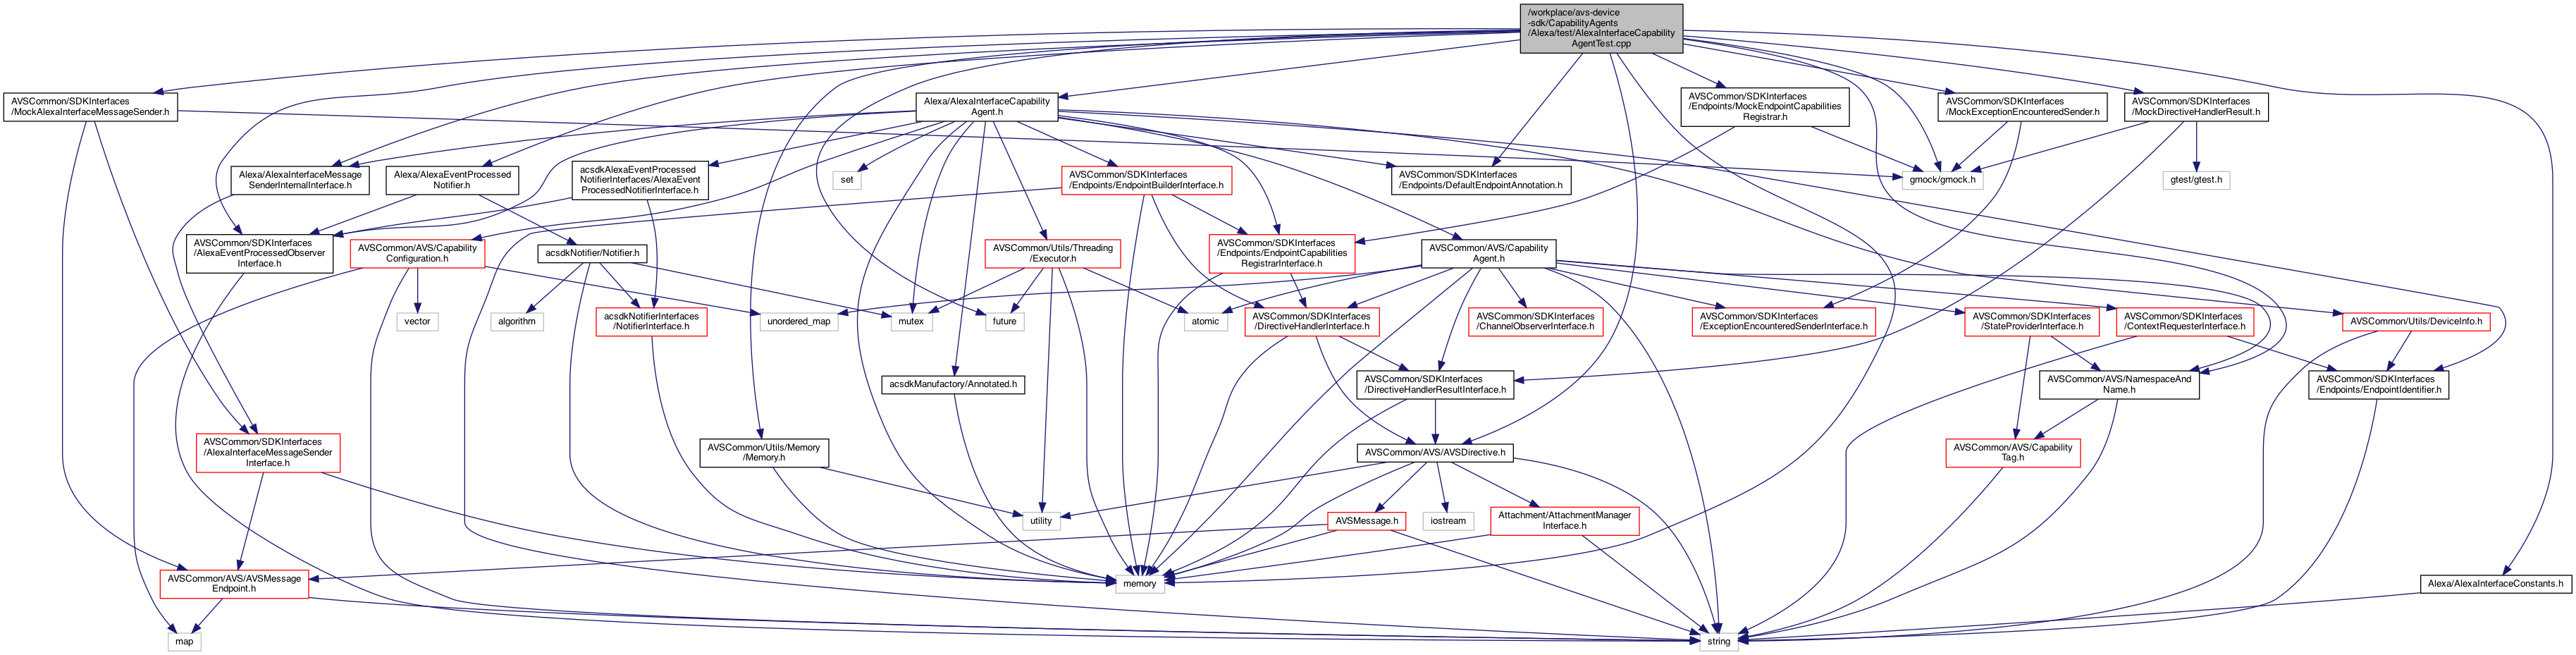 /workplace/avs-device
-sdk/CapabilityAgents
/Alexa/test/AlexaInterfaceCapability
AgentTest.cpp
AVSCommon/SDKInterfaces
/MockAlexaInterfaceMessageSender.h
Alexa/AlexaInterfaceCapability
Agent.h
AVSCommon/SDKInterfaces
/Endpoints/MockEndpointCapabilities
Registrar.h
AVSCommon/SDKInterfaces
/MockExceptionEncounteredSender.h
AVSCommon/SDKInterfaces
/MockDirectiveHandlerResult.h
Alexa/AlexaInterfaceMessage
SenderInternalInterface.h
Alexa/AlexaEventProcessed
Notifier.h
acsdkAlexaEventProcessed
NotifierInterfaces/AlexaEvent
ProcessedNotifierInterface.h
set
AVSCommon/SDKInterfaces
/Endpoints/EndpointBuilderInterface.h
AVSCommon/SDKInterfaces
/Endpoints/DefaultEndpointAnnotation.h
gmock/gmock.h
gtest/gtest.h
AVSCommon/SDKInterfaces
/AlexaEventProcessedObserver
Interface.h
AVSCommon/AVS/Capability
Configuration.h
acsdkNotifier/Notifier.h
AVSCommon/Utils/Threading
/Executor.h
AVSCommon/SDKInterfaces
/Endpoints/EndpointCapabilities
RegistrarInterface.h
AVSCommon/AVS/Capability
Agent.h
vector
algorithm
acsdkNotifierInterfaces
/NotifierInterface.h
unordered_map
mutex
future
atomic
AVSCommon/SDKInterfaces
/DirectiveHandlerInterface.h
AVSCommon/SDKInterfaces
/ChannelObserverInterface.h
AVSCommon/SDKInterfaces
/ExceptionEncounteredSenderInterface.h
AVSCommon/SDKInterfaces
/StateProviderInterface.h
AVSCommon/SDKInterfaces
/ContextRequesterInterface.h
AVSCommon/Utils/DeviceInfo.h
acsdkManufactory/Annotated.h
AVSCommon/SDKInterfaces
/DirectiveHandlerResultInterface.h
AVSCommon/AVS/NamespaceAnd
Name.h
AVSCommon/SDKInterfaces
/Endpoints/EndpointIdentifier.h
AVSCommon/SDKInterfaces
/AlexaInterfaceMessageSender
Interface.h
AVSCommon/Utils/Memory
/Memory.h
AVSCommon/AVS/AVSDirective.h
AVSCommon/AVS/Capability
Tag.h
utility
AVSMessage.h
iostream
Attachment/AttachmentManager
Interface.h
AVSCommon/AVS/AVSMessage
Endpoint.h
memory
Alexa/AlexaInterfaceConstants.h
map
string